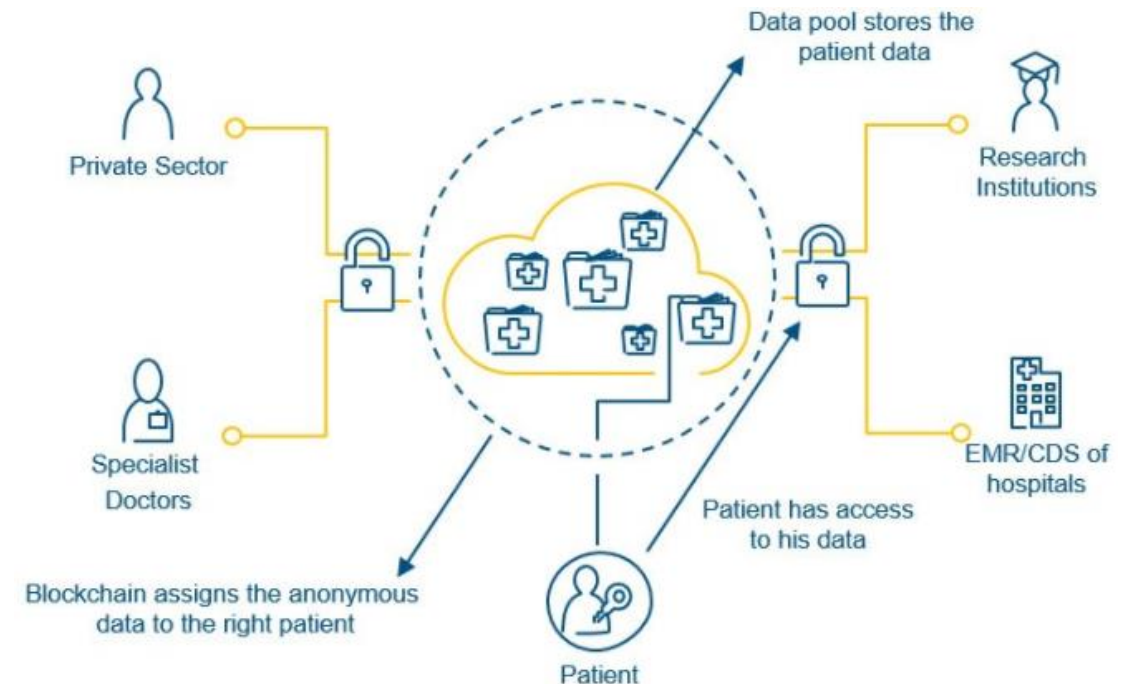 Data pool stores the
patient data
Private Sector
Research
Institutions
Specialist
Doctors
EMR/CDS of
hospitals
Patient has access
to his data
Blockchain assigns the anonymous
data to the right patient
Patient